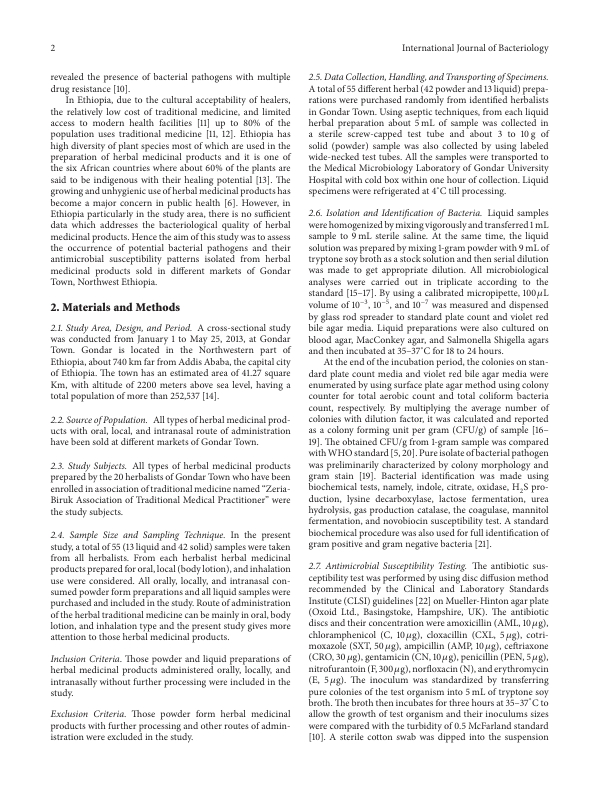 2
International Journal of Bacteriology
revealed the presence of bacterial pathogens with multiple
drug resistance [10].
In Ethiopia, due to the cultural acceptability of healers,
the relatively low cost of traditional medicine, and limited
access to modern health facilities [11] up to 80% of the
population uses traditional medicine [11, 12]. Ethiopia has
high diversity of plant species most of which are used in the
preparation of herbal medicinal products and it is one of
the six African countries where about 60% of the plants are
said to be indigenous with their healing potential [13]. The
growing and unhygienic use of herbal medicinal products has
become a major concern in public health [6]. However, in
Ethiopia particularly in the study area, there is no sufficient
data which addresses the bacteriological quality of herbal
medicinal products. Hence the aim of this study was to assess
the occurrence of potential bacterial pathogens and their
antimicrobial susceptibility patterns isolated from herbal
medicinal products sold in different markets of Gondar
Town, Northwest Ethiopia.
2. Materials and Methods
2.1. Study Area, Design, and Period. A cross-sectional study
was conducted from January 1 to May 25, 2013, at Gondar
Town. Gondar is located in the Northwestern part of
Ethiopia, about 740 km far from Addis Ababa, the capital city
of Ethiopia. The town has an estimated area of 41.27 square
Km, with altitude of 2200 meters above sea level, having a
total population of more than 252,537 [14].
2.2. Source of Population. All types of herbal medicinal prod-
ucts with oral, local, and intranasal route of administration
have been sold at different markets of Gondar Town.
2.3. Study Subjects. All types of herbal medicinal products
prepared by the 20 herbalists of Gondar Town who have been
enrolled in association of traditional medicine named "Zeria-
Biruk Association of Traditional Medical Practitioner" were
the study subjects.
2.4. Sample Size and Sampling Technique. In the present
study, a total of 55 (13 liquid and 42 solid) samples were taken
from all herbalists. From each herbalist herbal medicinal
products prepared for oral, local (body lotion), and inhalation
use were considered. All orally, locally, and intranasal con-
sumed powder form preparations and all liquid samples were
purchased and included in the study. Route of administration
of the herbal traditional medicine can be mainly in oral, body
lotion, and inhalation type and the present study gives more
attention to those herbal medicinal products.
Inclusion Criteria. Those powder and liquid preparations of
herbal medicinal products administered orally, locally, and
intranasally without further processing were included in the
study.
Exclusion Criteria. Those powder form herbal medicinal
products with further processing and other routes of admin-
istration were excluded in the study.
2.5. Data Collection, Handling, and Transporting of Specimens.
A total of 55 different herbal (42 powder and 13 liquid) prepa-
rations were purchased randomly from identified herbalists
in Gondar Town. Using aseptic techniques, from each liquid
herbal preparation about 5 mL of sample was collected in
a sterile screw-capped test tube and about 3 to 10 g of
solid (powder) sample was also collected by using labeled
wide-necked test tubes. All the samples were transported to
the Medical Microbiology Laboratory of Gondar University
Hospital with cold box within one hour of collection. Liquid
specimens were refrigerated at 4°C till processing.
2.6. Isolation and Identification of Bacteria. Liquid samples
were homogenized by mixing vigorously and transferred 1 mL
sample to 9 mL sterile saline. At the same time, the liquid
solution was prepared by mixing 1-gram powder with 9 mL of
tryptone soy broth as a stock solution and then serial dilution
was made to get appropriate dilution. All microbiological
analyses were carried out in triplicate according to the
standard [15–17]. By using a calibrated micropipette, 100 μL
volume of 10⁻³, 10⁻⁵, and 10⁻⁷ was measured and dispensed
by glass rod spreader to standard plate count and violet red
bile agar media. Liquid preparations were also cultured on
blood agar, MacConkey agar, and Salmonella Shigella agars
and then incubated at 35–37°C for 18 to 24 hours.
At the end of the incubation period, the colonies on stan-
dard plate count media and violet red bile agar media were
enumerated by using surface plate agar method using colony
counter for total aerobic count and total coliform bacteria
count, respectively. By multiplying the average number of
colonies with dilution factor, it was calculated and reported
as a colony forming unit per gram (CFU/g) of sample [16–
19]. The obtained CFU/g from 1-gram sample was compared
with WHO standard [5, 20]. Pure isolate of bacterial pathogen
was preliminarily characterized by colony morphology and
gram stain [19]. Bacterial identification was made using
biochemical tests, namely, indole, citrate, oxidase, H₂S pro-
duction, lysine decarboxylase, lactose fermentation, urea
hydrolysis, gas production catalase, the coagulase, mannitol
fermentation, and novobiocin susceptibility test. A standard
biochemical procedure was also used for full identification of
gram positive and gram negative bacteria [21].
2.7. Antimicrobial Susceptibility Testing. The antibiotic sus-
ceptibility test was performed by using disc diffusion method
recommended by the Clinical and Laboratory Standards
Institute (CLSI) guidelines [22] on Mueller-Hinton agar plate
(Oxoid Ltd., Basingstoke, Hampshire, UK). The antibiotic
discs and their concentration were amoxicillin (AML, 10 μg),
chloramphenicol (C, 10 μg), cloxacillin (CXL, 5 μg), cotri-
moxazole (SXT, 50 μg), ampicillin (AMP, 10 μg), ceftriaxone
(CRO, 30 μg), gentamicin (CN, 10 μg), penicillin (PEN, 5 μg),
nitrofurantoin (F, 300 μg), norfloxacin (N), and erythromycin
(E, 5 μg). The inoculum was standardized by transferring
pure colonies of the test organism into 5 mL of tryptone soy
broth. The broth then incubates for three hours at 35–37°C to
allow the growth of test organism and their inoculums sizes
were compared with the turbidity of 0.5 McFarland standard
[10]. A sterile cotton swab was dipped into the suspension